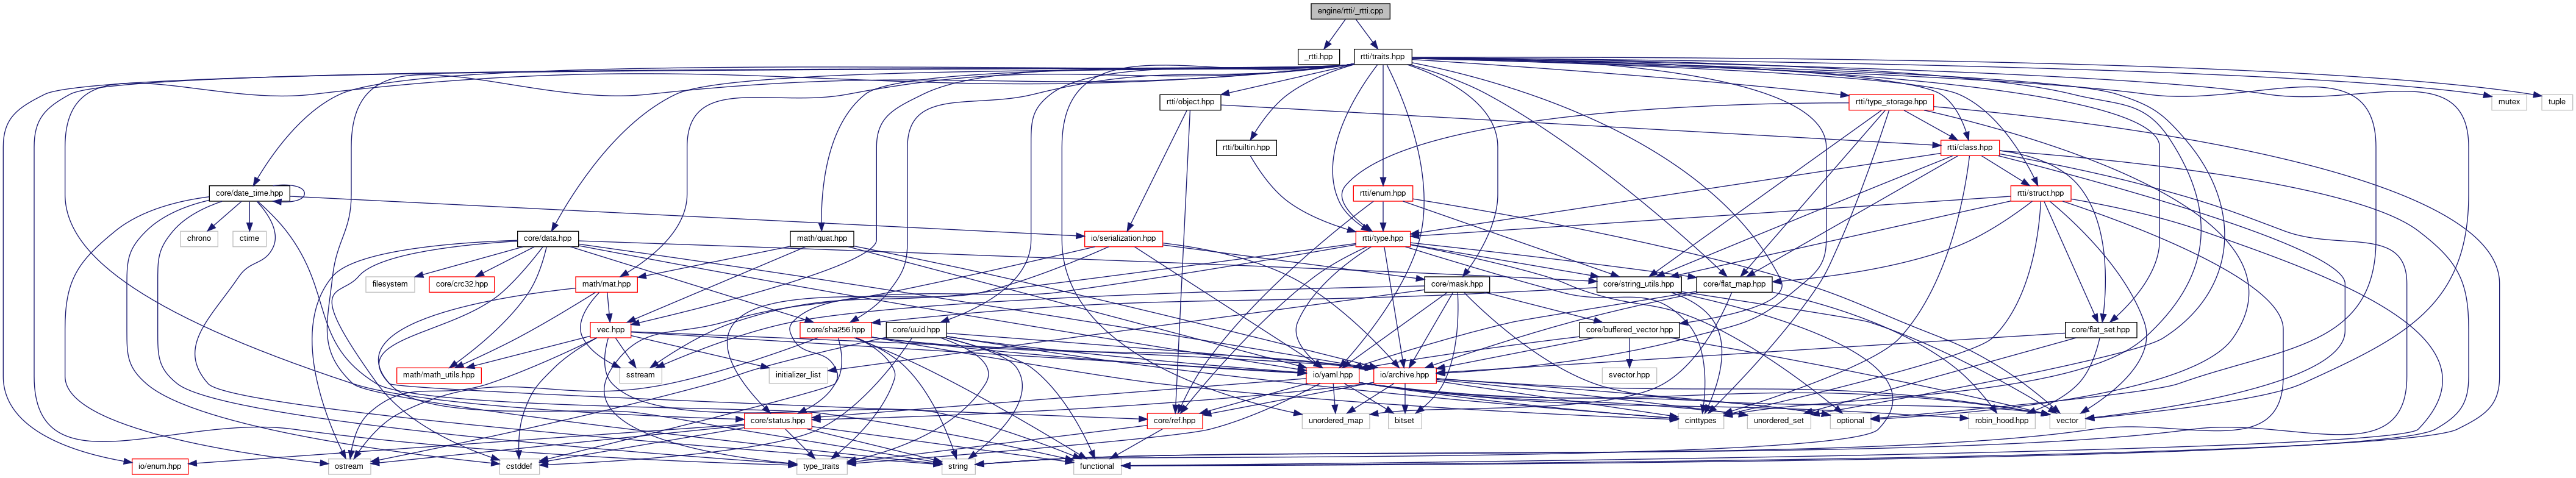 engine/rtti/_rtti.cpp
_rtti.hpp
rtti/traits.hpp
rtti/object.hpp
rtti/type_storage.hpp
mutex
tuple
rtti/builtin.hpp
rtti/class.hpp
core/date_time.hpp
rtti/enum.hpp
rtti/struct.hpp
chrono
ctime
core/data.hpp
math/quat.hpp
io/serialization.hpp
rtti/type.hpp
filesystem
core/crc32.hpp
math/mat.hpp
core/mask.hpp
core/string_utils.hpp
core/flat_map.hpp
vec.hpp
core/sha256.hpp
core/uuid.hpp
core/buffered_vector.hpp
core/flat_set.hpp
math/math_utils.hpp
sstream
initializer_list
io/yaml.hpp
io/archive.hpp
svector.hpp
core/status.hpp
core/ref.hpp
unordered_map
bitset
cinttypes
unordered_set
optional
robin_hood.hpp
vector
io/enum.hpp
ostream
cstddef
type_traits
string
functional